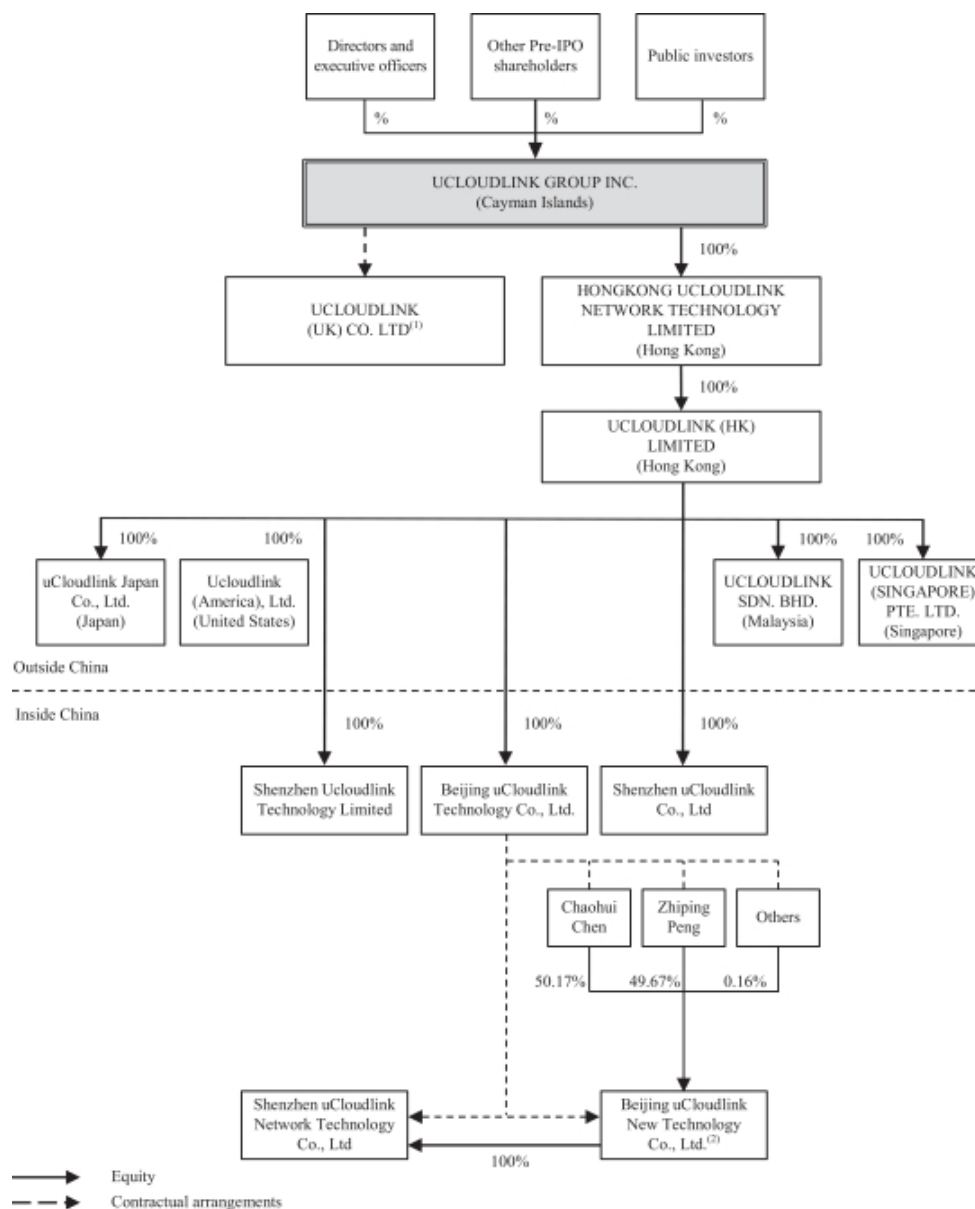 Directors and
executive officers
Other Pre-IPO
shareholders
Public investors
%
%
%
UCLOUDLINK GROUP INC.
(Cayman Islands)
100%
UCLOUDLINK
(UK) CO. LTD(1)
HONGKONG UCLOUDLINK
NETWORK TECHNOLOGY
LIMITED
(Hong Kong)
100%
UCLOUDLINK (HK)
LIMITED
(Hong Kong)
100%
100%
100%
100%
uCloudlink Japan
Co., Ltd.
(Japan)
Ucloudlink
(America), Ltd.
(United States)
UCLOUDLINK
SDN. BHD.
(Malaysia)
UCLOUDLINK
(SINGAPORE)
PTE. LTD.
(Singapore)
Outside China
Inside China
100%
100%
100%
Shenzhen Ucloudlink
Technology Limited
Beijing uCloudlink
Technology Co., Ltd.
Shenzhen uCloudlink
Co., Ltd
Chaohui
Chen
Zhiping
Peng
Others
50.17%
49.67%
0.16%
Shenzhen uCloudlink
Network Technology
Co., Ltd
Beijing uCloudlink
New Technology
Co., Ltd.(2)
100%
Equity
Contractual arrangements